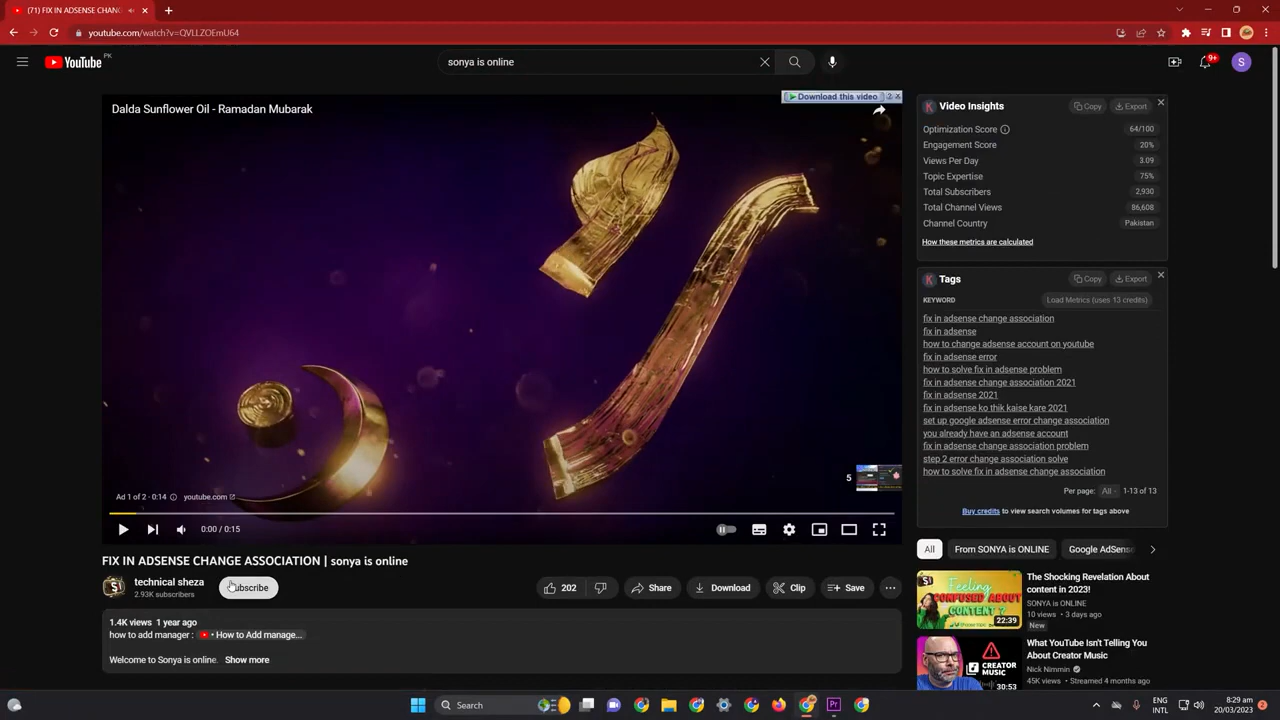 (71) FIX IN ADSENSE CHANG
youtube.com/watch?v=QVLLZOEmU64
YouTube PK
sonya is online
9+
S
Dalda Sunflower Oil - Ramadan Mubarak
Download this video
Ad 1 of 2 · 0:14
youtube.com
5
0:00 / 0:15
FIX IN ADSENSE CHANGE ASSOCIATION | sonya is online
technical sheza
2.93K subscribers
Subscribe
202
Share
Download
Clip
Save
1.4K views 1 year ago
how to add manager : • How to Add manage...
Welcome to Sonya is online. Show more
Video Insights
Copy
Export
Optimization Score 64/100
Engagement Score 20%
Views Per Day 3.09
Topic Expertise 75%
Total Subscribers 2,930
Total Channel Views 86,608
Channel Country Pakistan
How these metrics are calculated
Tags
Copy
Export
KEYWORD Load Metrics (uses 13 credits)
fix in adsense change association
fix in adsense
how to change adsense account on youtube
fix in adsense error
how to solve fix in adsense problem
fix in adsense change association 2021
fix in adsense 2021
fix in adsense ko thik kaise kare 2021
set up google adsense error change association
you already have an adsense account
fix in adsense change association problem
step 2 error change association solve
how to solve fix in adsense change association
Per page: All 1-13 of 13
Buy credits to view search volumes for tags above
All
From SONYA is ONLINE
Google AdSens
Feeling
CONFUSED ABOUT
CONTENT ?
22:39
The Shocking Revelation About
content in 2023!
SONYA is ONLINE
10 views • 3 days ago
New
CREATOR
MUSIC
30:53
What YouTube Isn't Telling You
About Creator Music
Nick Nimmin
45K views • Streamed 4 months ago
Search
Pr
ENG
INTL
8:29 am
20/03/2023
2